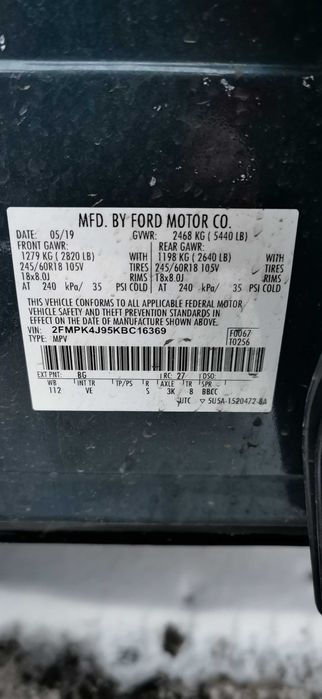 MFD. BY FORD MOTOR CO.
DATE: 05/19 GVWR: 2468 KG ( 5440 LB )
FRONT GAWR: REAR GAWR:
1279 KG ( 2820 LB) WITH 1198 KG ( 2640 LB) WITH
245/60R18 105V TIRES 245/60R18 105V TIRES
18x8.0J RIMS 18x8.0J RIMS
AT 240 kPa/ 35 PSI COLD AT 240 kPa/ 35 PSI COLD
THIS VEHICLE CONFORMS TO ALL APPLICABLE FEDERAL MOTOR
VEHICLE SAFETY AND THEFT PREVENTION STANDARDS IN EFFECT
ON THE DATE OF MANUFACTURE SHOWN ABOVE.
VIN: 2FMPK4J95KBC16369 F0067
TYPE: MPV T0256
EXT PNT: BG RC: 27 DSO:
WB INT TR TP/PS R AXLE TR SPR
112 VE S 3K 8 BBCC
UTC ▽ 5U5A-1520472-BA